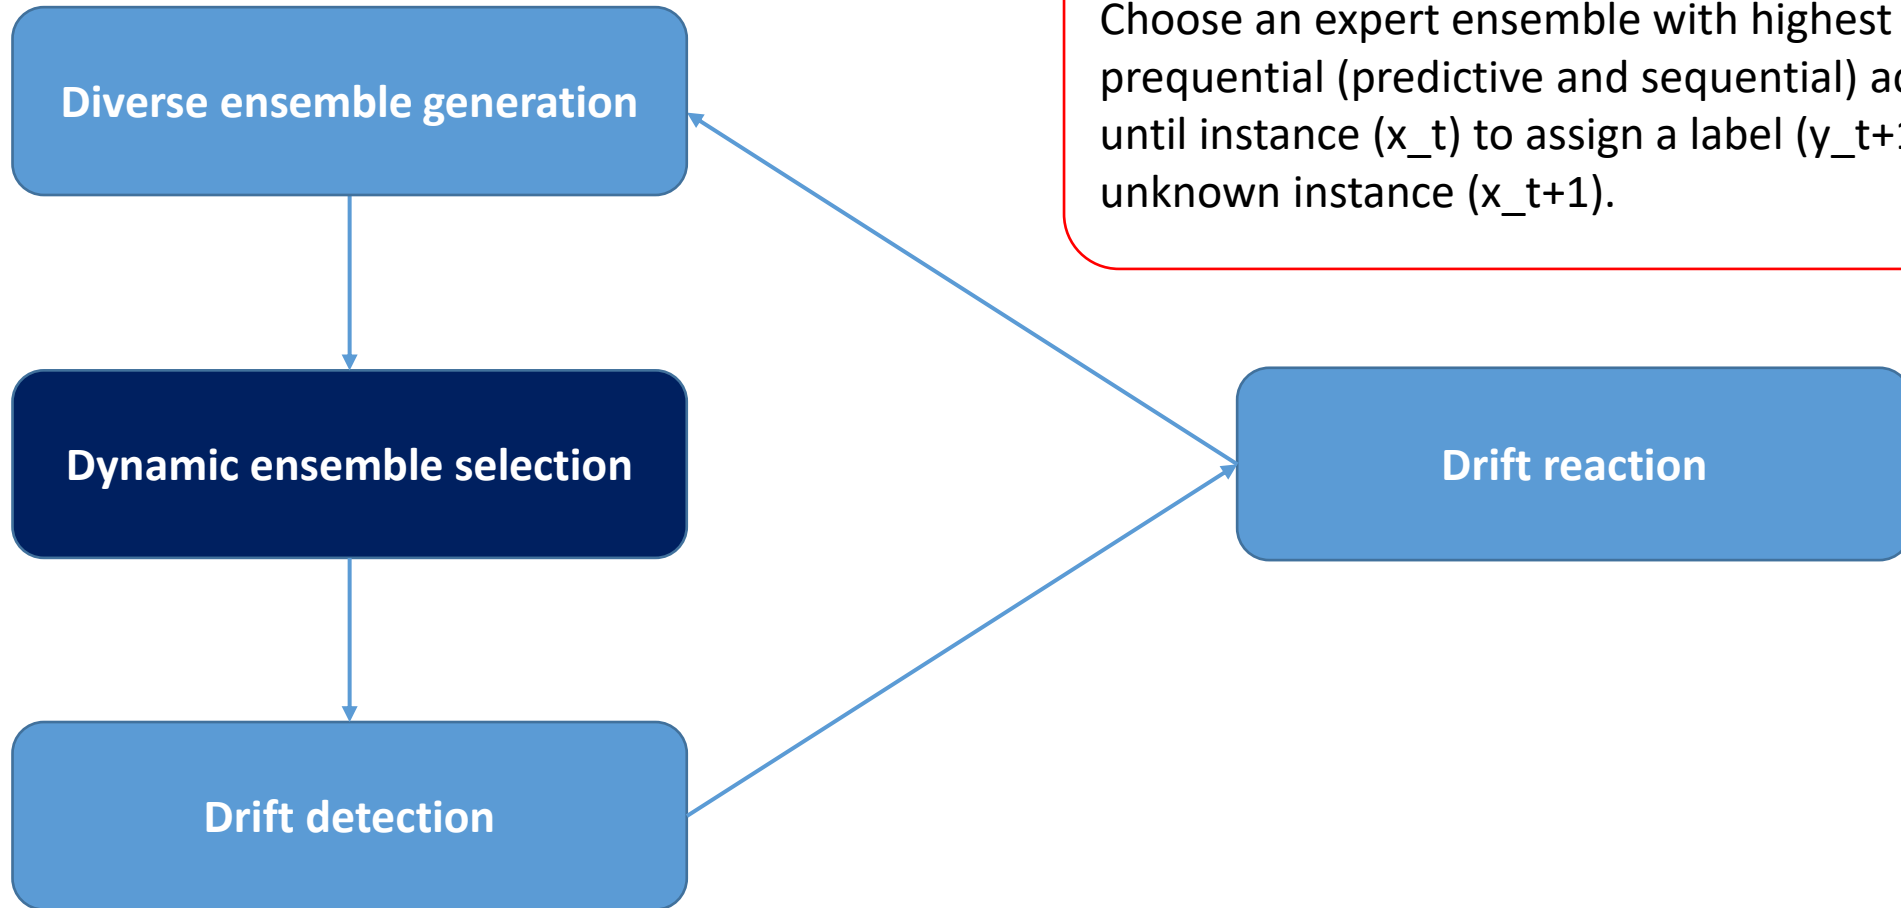 Choose an expert ensemble with highest
prequential (predictive and sequential)
until instance (x_t) to assign a label
unknown instance (x_t+1).
Diverse ensemble generation
Dynamic ensemble selection
Drift reaction
Drift detection